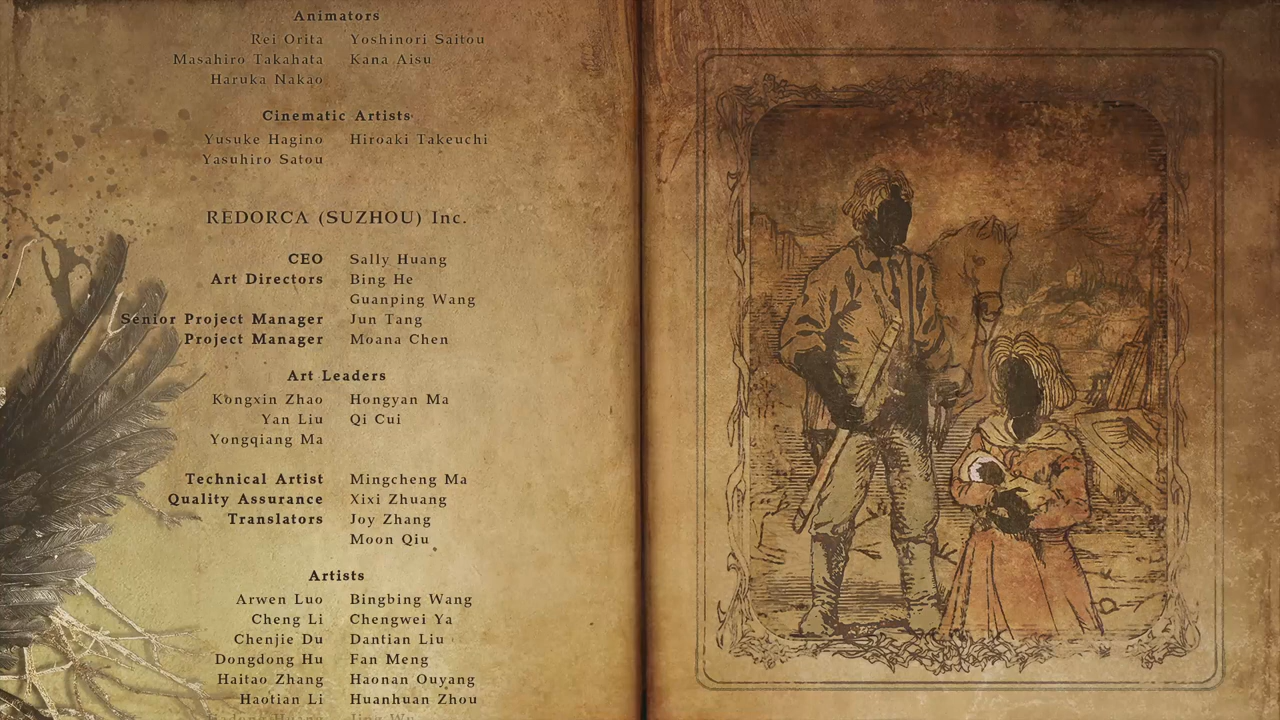 Animators
Rei Orita Yoshinori Saitou
Masahiro Takahata Kana Aisu
Haruka Nakao
Cinematic Artists
Yusuke Hagino Hiroaki Takeuchi
Yasuhiro Satou
REDORCA (SUZHOU) Inc.
CEO Sally Huang
Art Directors Bing He
Guanping Wang
Senior Project Manager Jun Tang
Project Manager Moana Chen
Art Leaders
Kongxin Zhao Hongyan Ma
Yan Liu Qi Cui
Yongqiang Ma
Technical Artist Mingcheng Ma
Quality Assurance Xixi Zhuang
Translators Joy Zhang
Moon Qiu
Artists
Arwen Luo Bingbing Wang
Cheng Li Chengwei Ya
Chenjie Du Dantian Liu
Dongdong Hu Fan Meng
Haitao Zhang Haonan Ouyang
Haotian Li Huanhuan Zhou